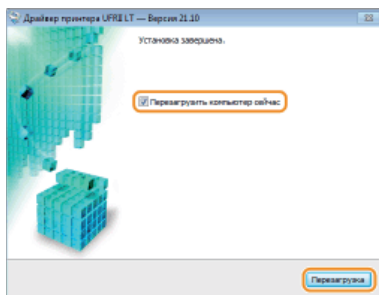 Драйвер принтера UFRII LT — Версия 21.10
Установка завершена.
Перезагрузить компьютер сейчас
Перезагрузка